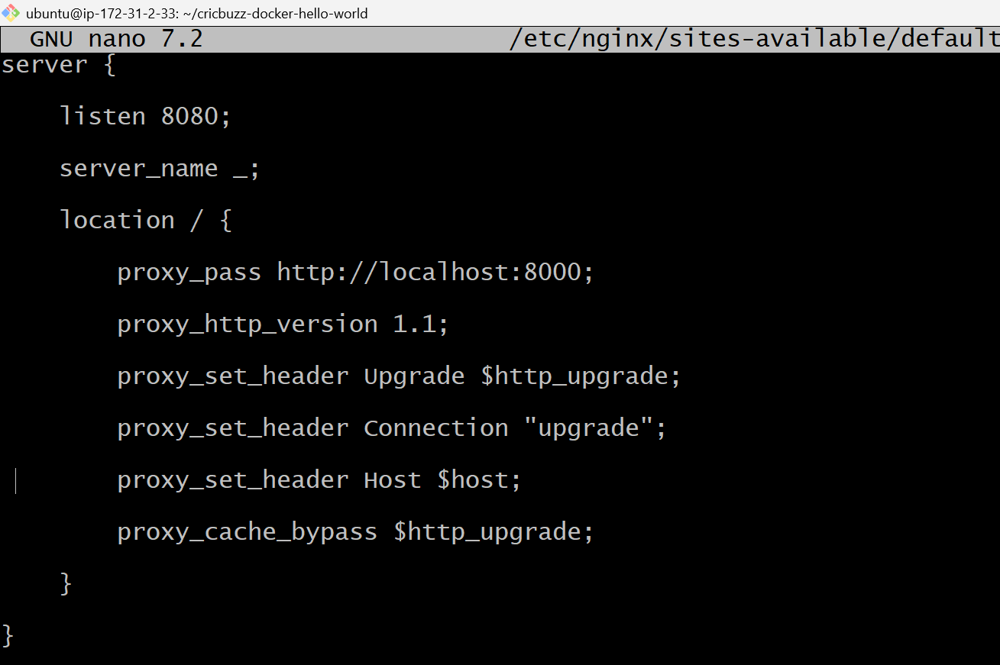 ubuntu@ip-172-31-2-33: ~/cricbuzz-docker-hello-world
GNU nano 7.2 /etc/nginx/sites-available/default
server {
listen 8080;
server_name _;
location / {
proxy_pass http://localhost:8000;
proxy_http_version 1.1;
proxy_set_header Upgrade $http_upgrade;
proxy_set_header Connection "upgrade";
proxy_set_header Host $host;
proxy_cache_bypass $http_upgrade;
}
}